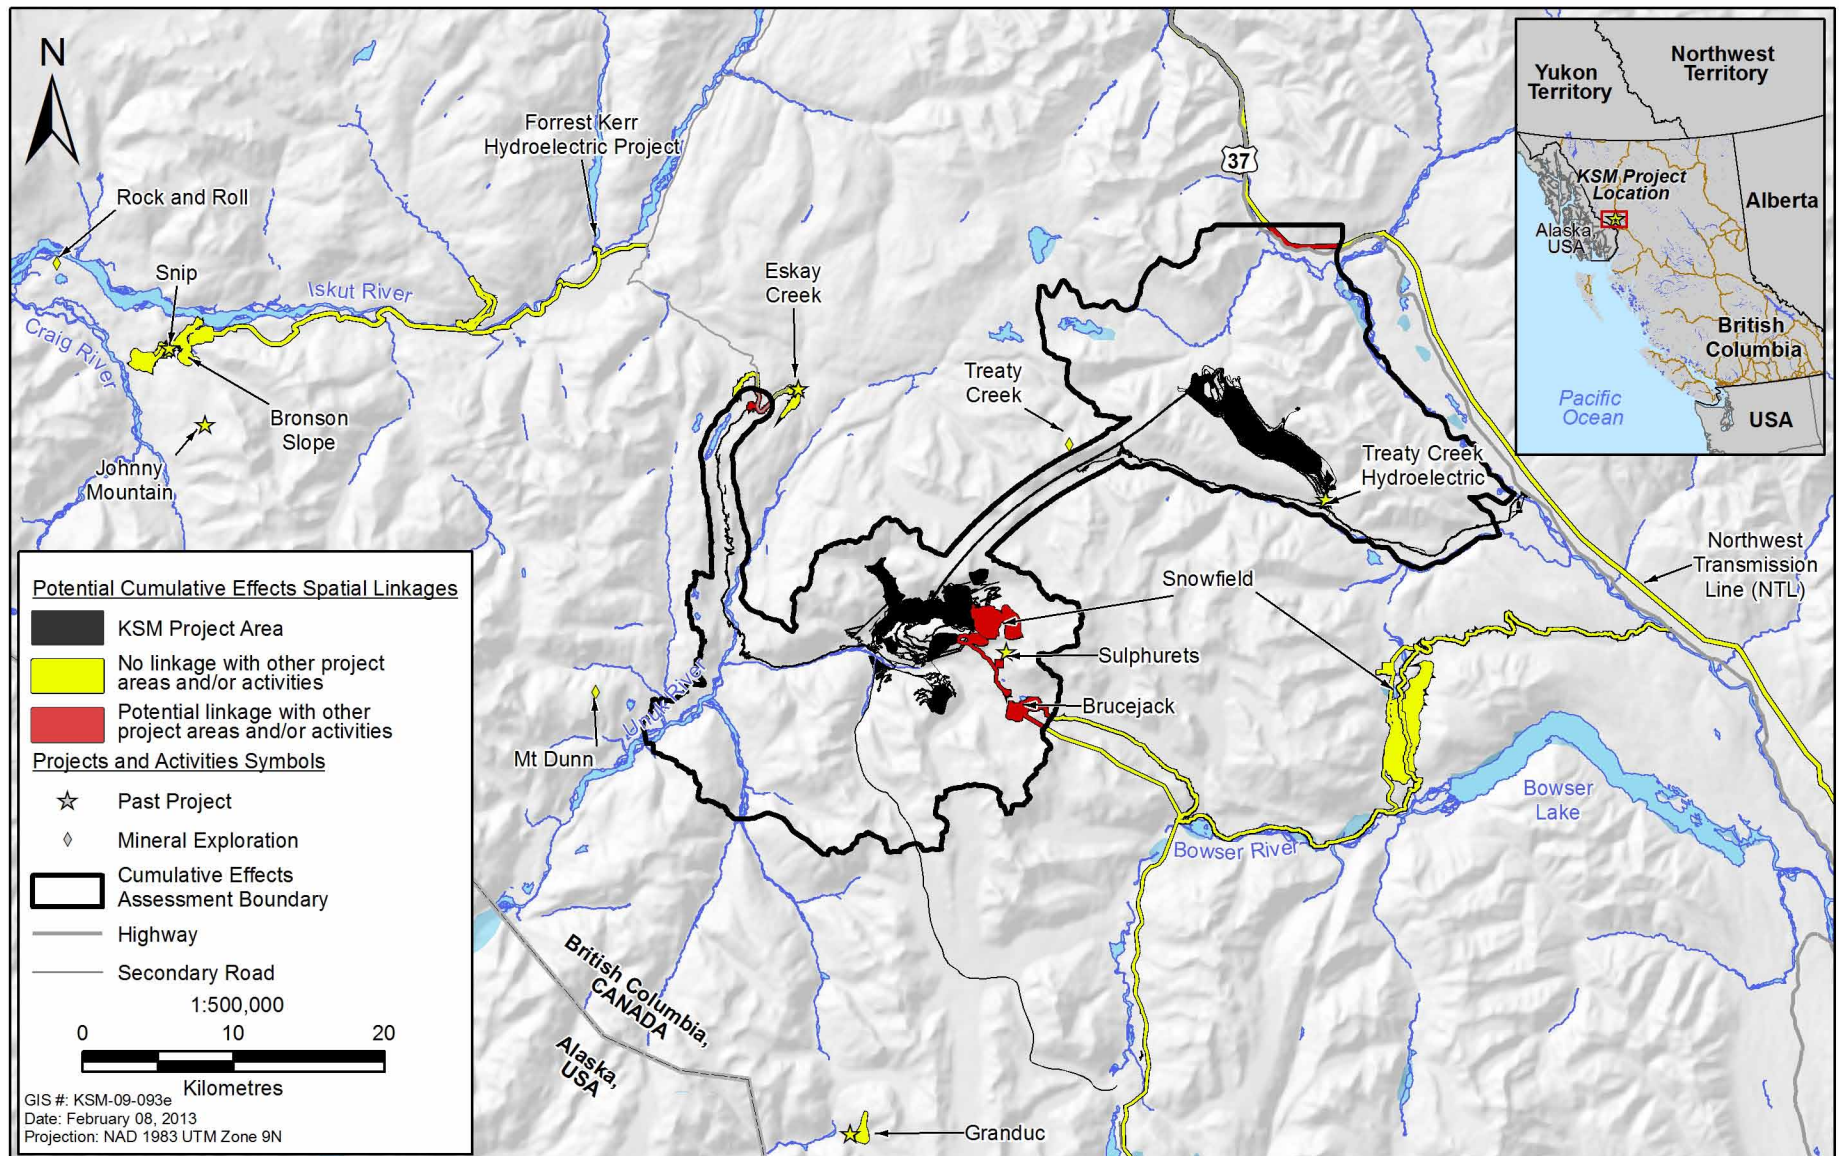 N
Forrest Kerr
Hydroelectric Project
Rock and Roll
Snip
Iskut River
Craig River
Bronson
Slope
Johnny
Mountain
Eskay
Creek
37
Treaty
Creek
Treaty Creek
Hydroelectric
Northwest
Transmission
Line (NTL)
Snowfield
Sulphurets
Brucejack
Unuk River
Mt Dunn
Bowser
Lake
Bowser River
British Columbia,
CANADA
Alaska,
USA
Granduc
Yukon
Territory
Northwest
Territory
KSM Project
Location
Alberta
Alaska,
USA
British
Columbia
Pacific
Ocean
USA
Potential Cumulative Effects Spatial Linkages
KSM Project Area
No linkage with other project
areas and/or activities
Potential linkage with other
project areas and/or activities
Projects and Activities Symbols
Past Project
Mineral Exploration
Cumulative Effects
Assessment Boundary
Highway
Secondary Road
1:500,000
0 10 20
Kilometres
GIS #: KSM-09-093e
Date: February 08, 2013
Projection: NAD 1983 UTM Zone 9N